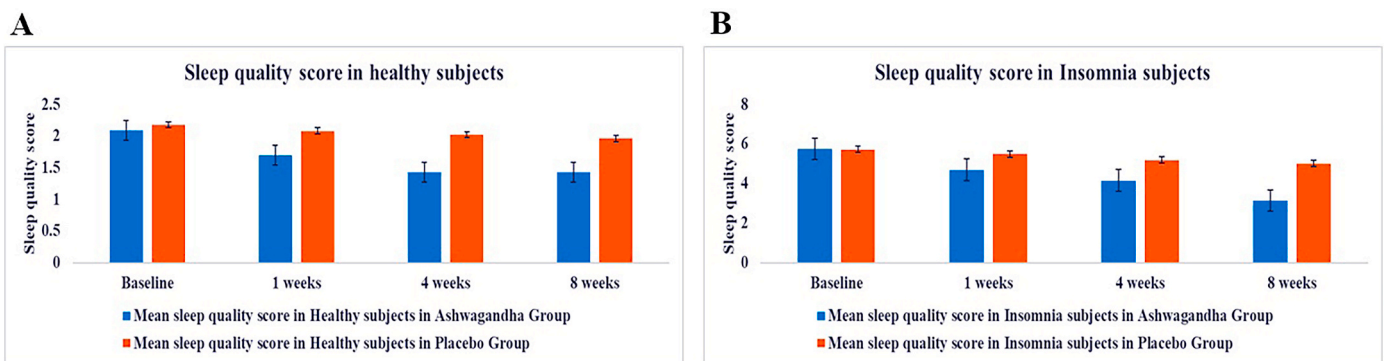 A
Sleep quality score in healthy subjects
Sleep quality score
2.5
2
1.5
1
0.5
0
Baseline
1 weeks
4 weeks
8 weeks
Mean sleep quality score in Healthy subjects in Ashwagandha Group
Mean sleep quality score in Healthy subjects in Placebo Group
B
Sleep quality score in Insomnia subjects
Sleep quality score
8
6
4
2
0
Baseline
1 weeks
4 weeks
8 weeks
Mean sleep quality score in Insomnia subjects in Ashwagandha Group
Mean sleep quality score in Insomnia subjects in Placebo Group